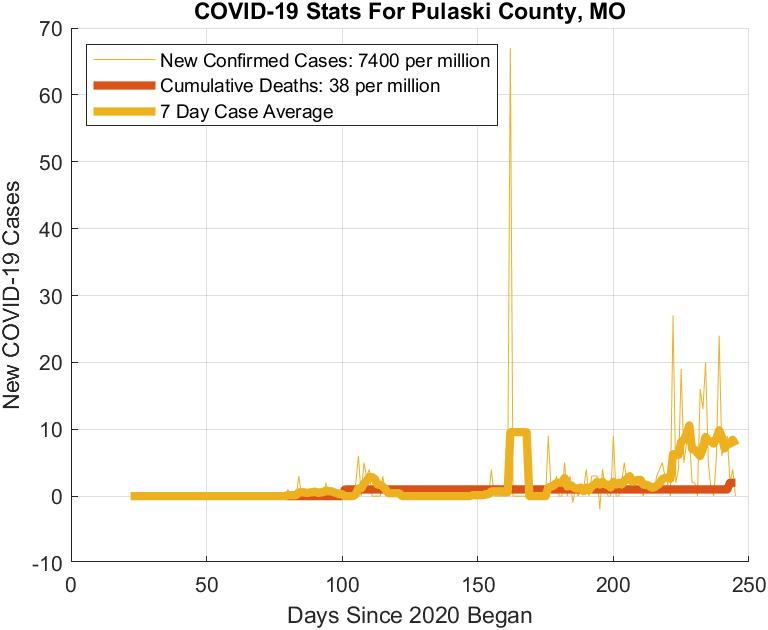 COVID-19 Stats For Pulaski County, MO
70
60
50
40
30
20
10
0
-10
New COVID-19 Cases
New Confirmed Cases: 7400 per million
Cumulative Deaths: 38 per million
7 Day Case Average
0 50 100 150 200 250
Days Since 2020 Began